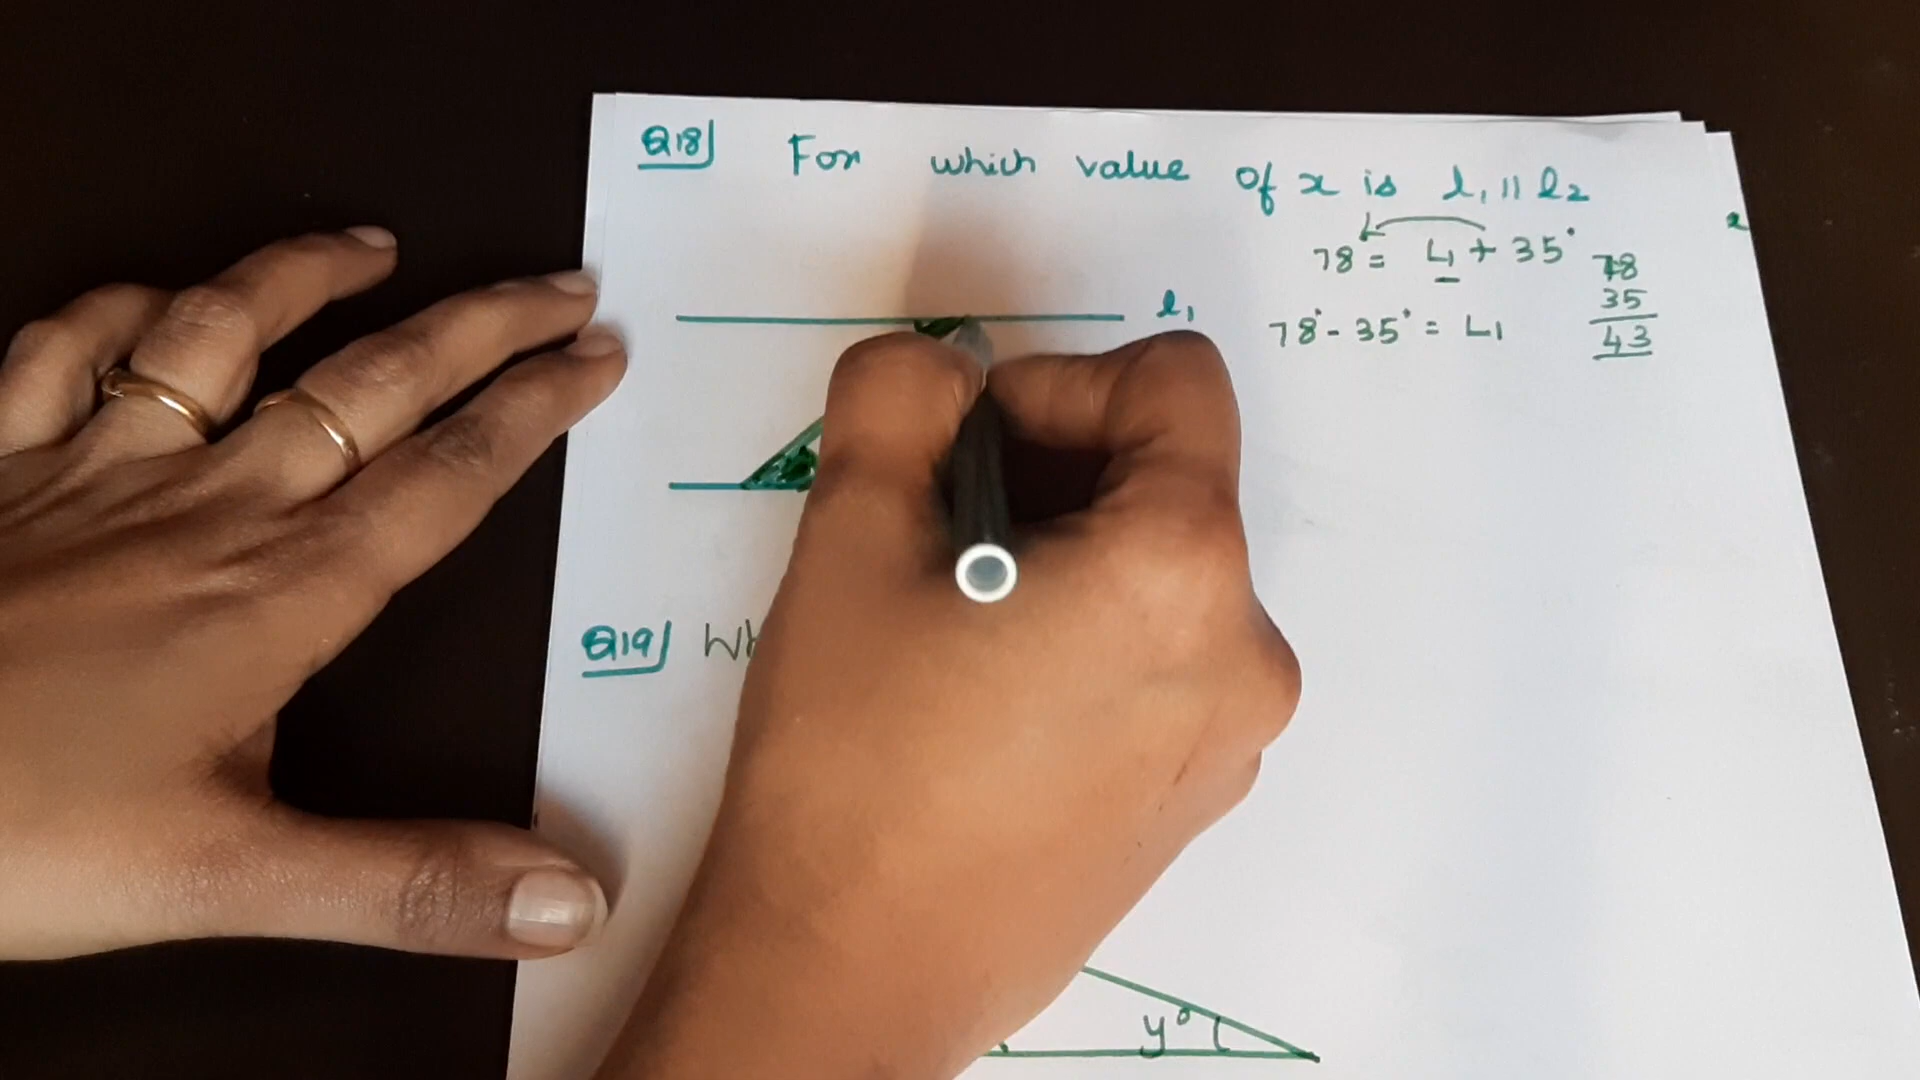 Q18] For which value of x is l₁ || l₂
78° = ∠1 + 35°
78
35
43
l₁
78° - 35° = ∠1
Q19]
y°